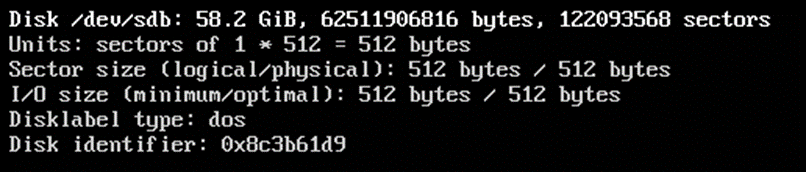 Disk /dev/sdb: 58.2 GiB, 62511906816 bytes, 122093568 sectors
Units: sectors of 1 * 512 = 512 bytes
Sector size (logical/physical): 512 bytes / 512 bytes
I/O size (minimum/optimal): 512 bytes / 512 bytes
Disklabel type: dos
Disk identifier: 0x8c3b61d9